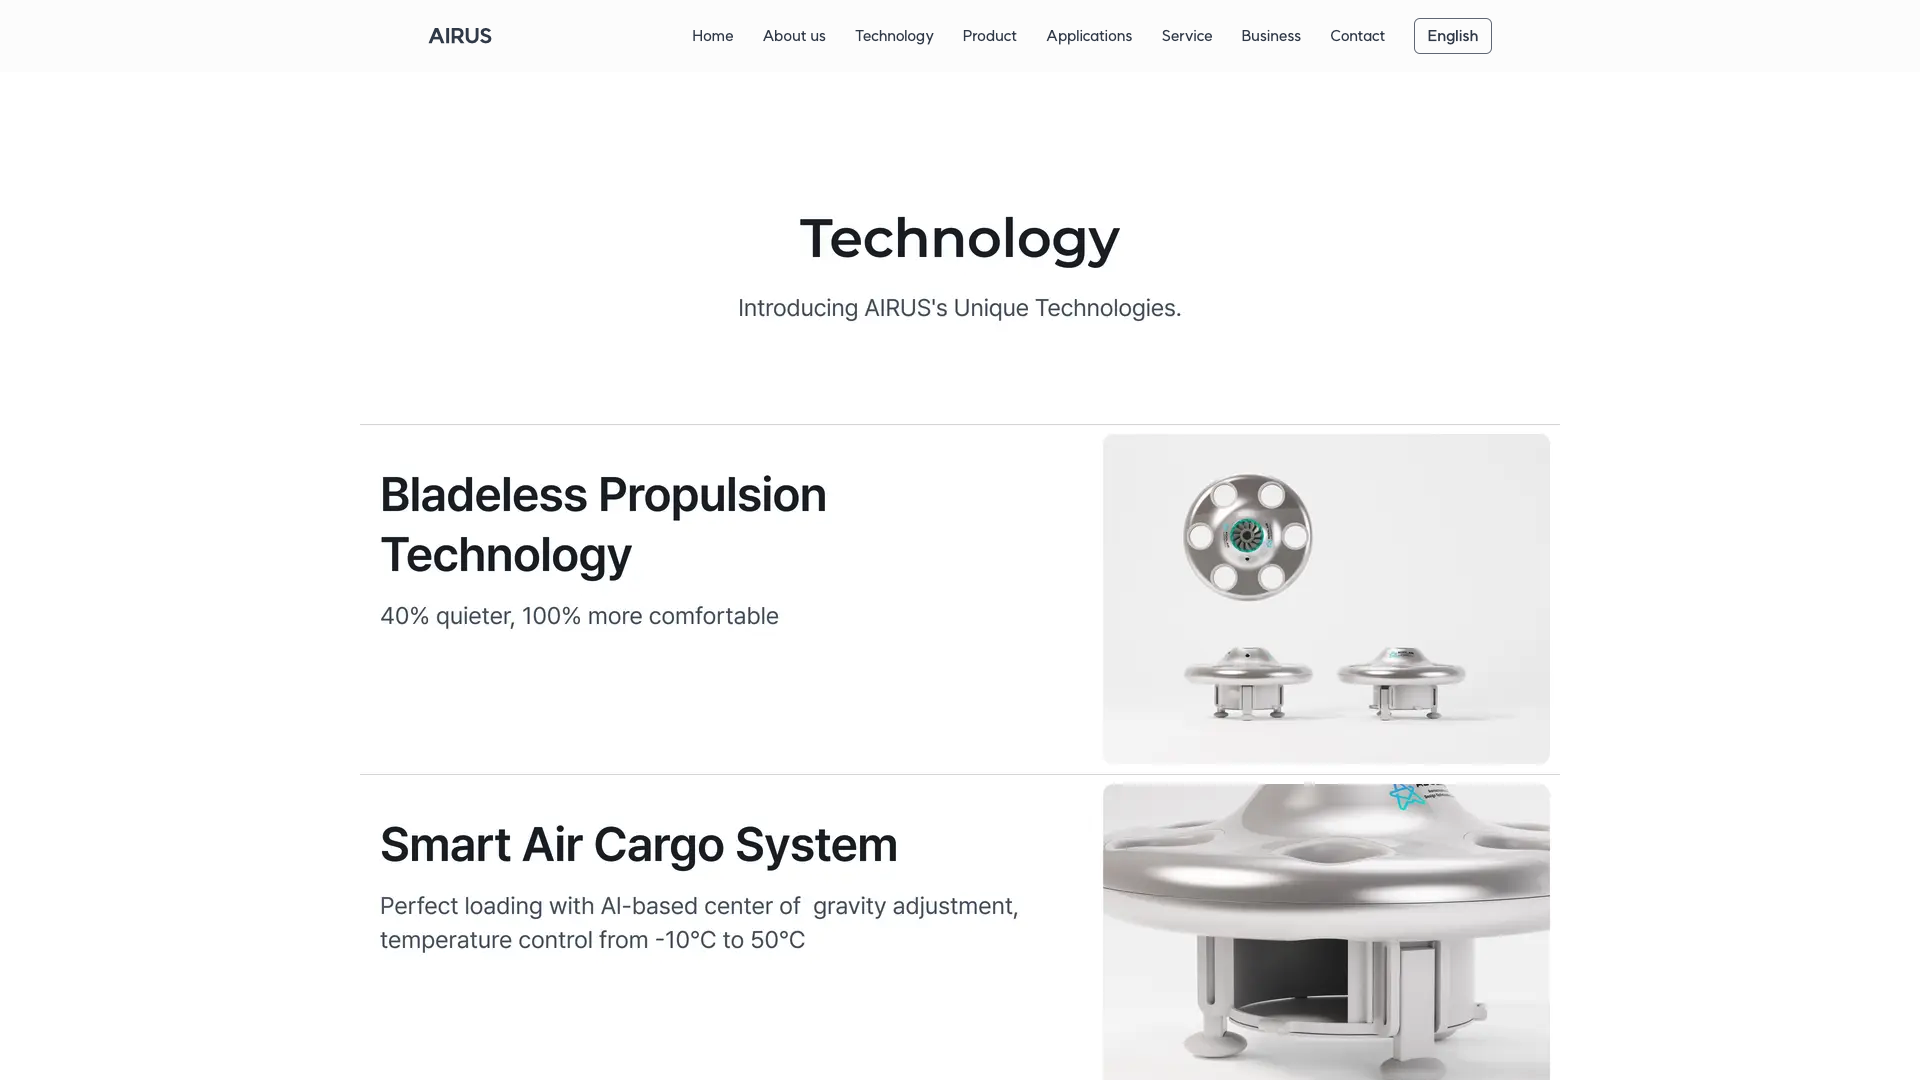 AIRUS
Home
About us
Technology
Product
Applications
Service
Business
Contact
English
Technology
Introducing AIRUS's Unique Technologies.
Bladeless Propulsion
Technology
40% quieter, 100% more comfortable
Smart Air Cargo System
Perfect loading with AI-based center of  gravity adjustment,
temperature control from -10°C to 50°C